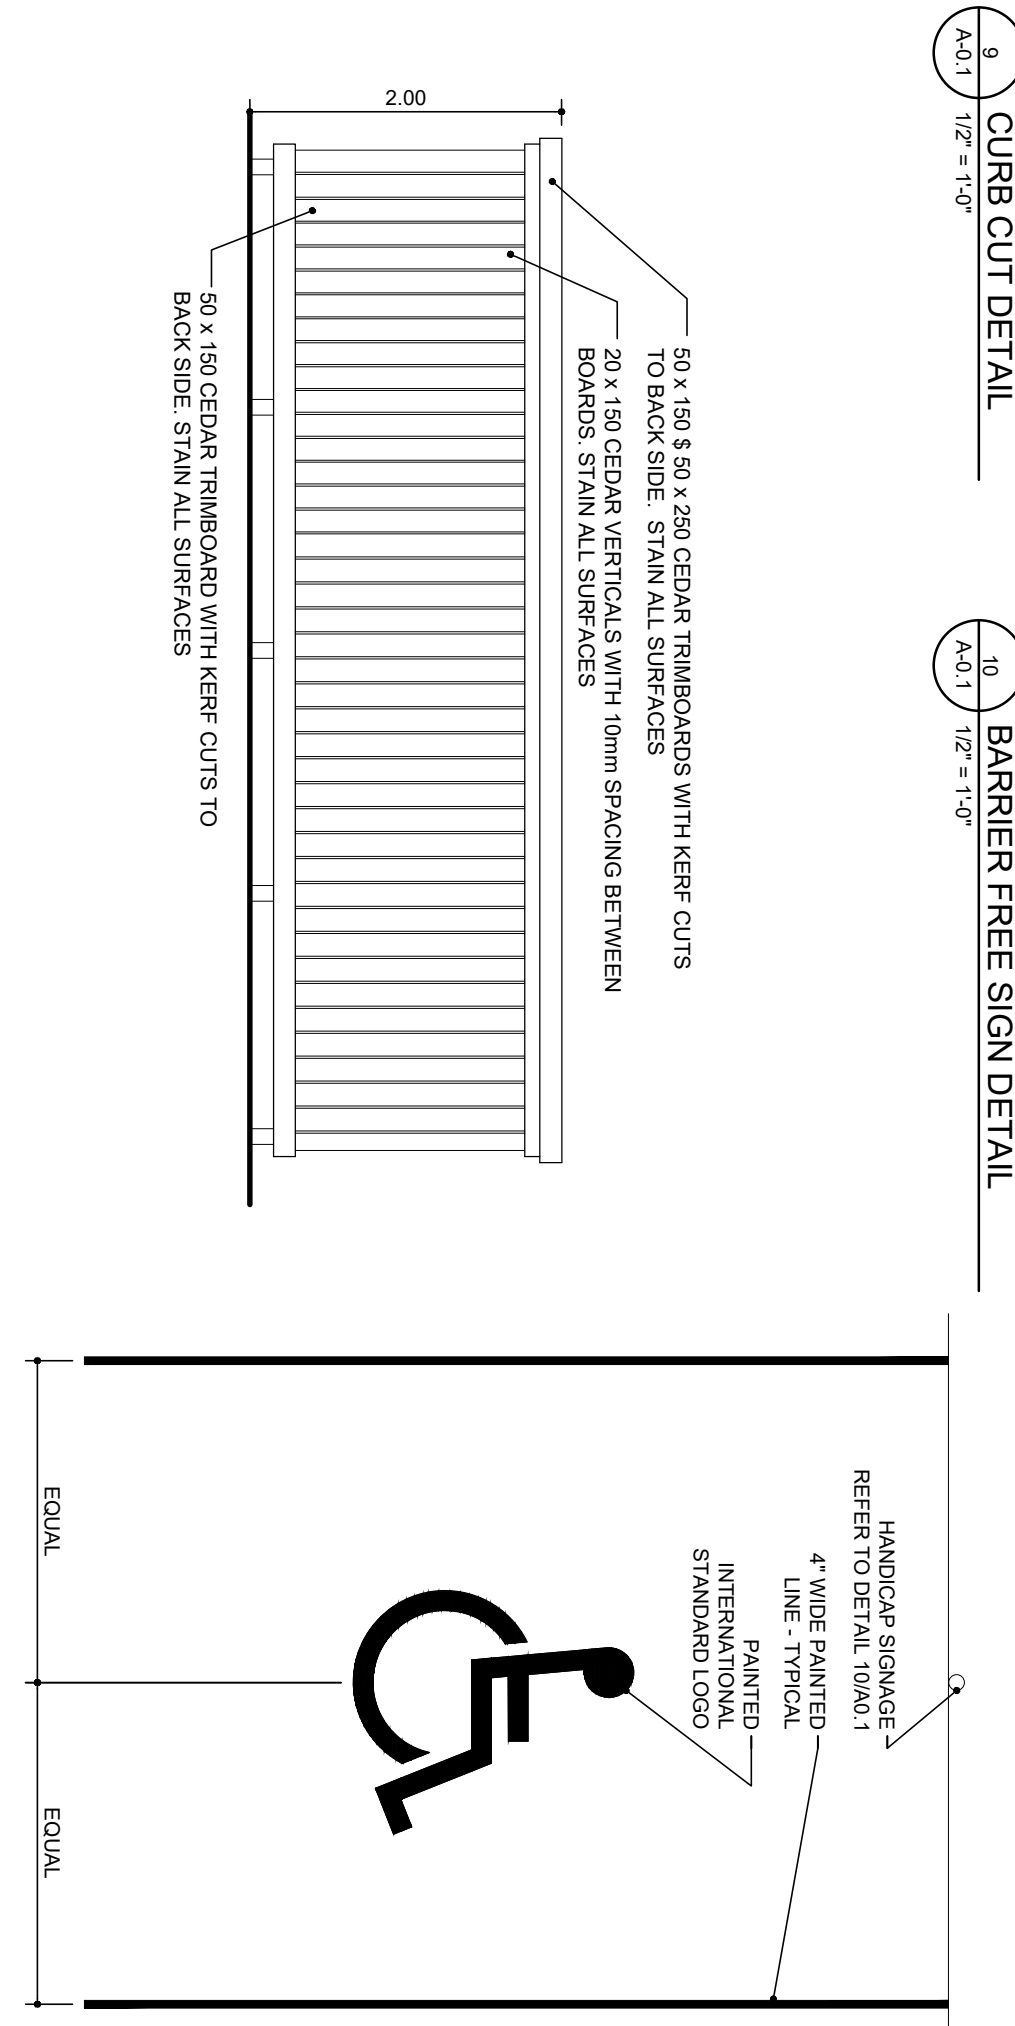 9
A-0.1
CURB CUT DETAIL
1/2" = 1'-0"
10
A-0.1
BARRIER FREE SIGN DETAIL
1/2" = 1'-0"
2.00
50 x 150 $ 50 x 250 CEDAR TRIMBOARDS WITH KERF CUTS
TO BACK SIDE. STAIN ALL SURFACES
20 x 150 CEDAR VERTICALS WITH 10mm SPACING BETWEEN
BOARDS. STAIN ALL SURFACES
50 x 150 CEDAR TRIMBOARD WITH KERF CUTS TO
BACK SIDE. STAIN ALL SURFACES
HANDICAP SIGNAGE
REFER TO DETAIL 10/A0.1
4" WIDE PAINTED
LINE - TYPICAL
PAINTED
INTERNATIONAL
STANDARD LOGO
EQUAL
EQUAL